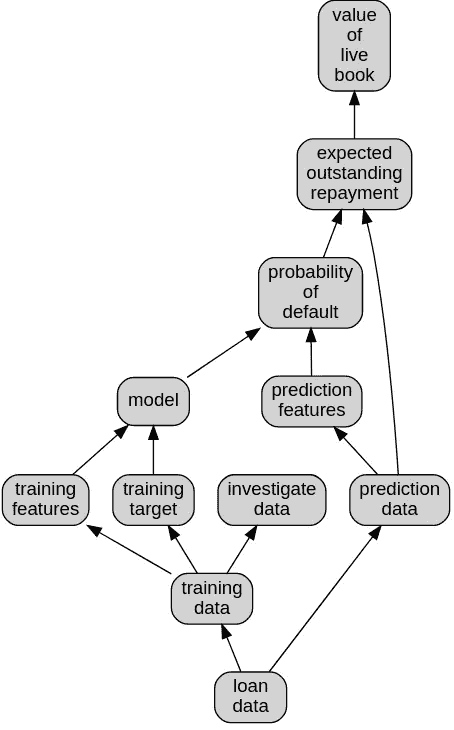 value
of
live
book
expected
outstanding
repayment
probability
of
default
prediction
features
model
training
features
training
target
investigate
data
prediction
data
training
data
loan
data